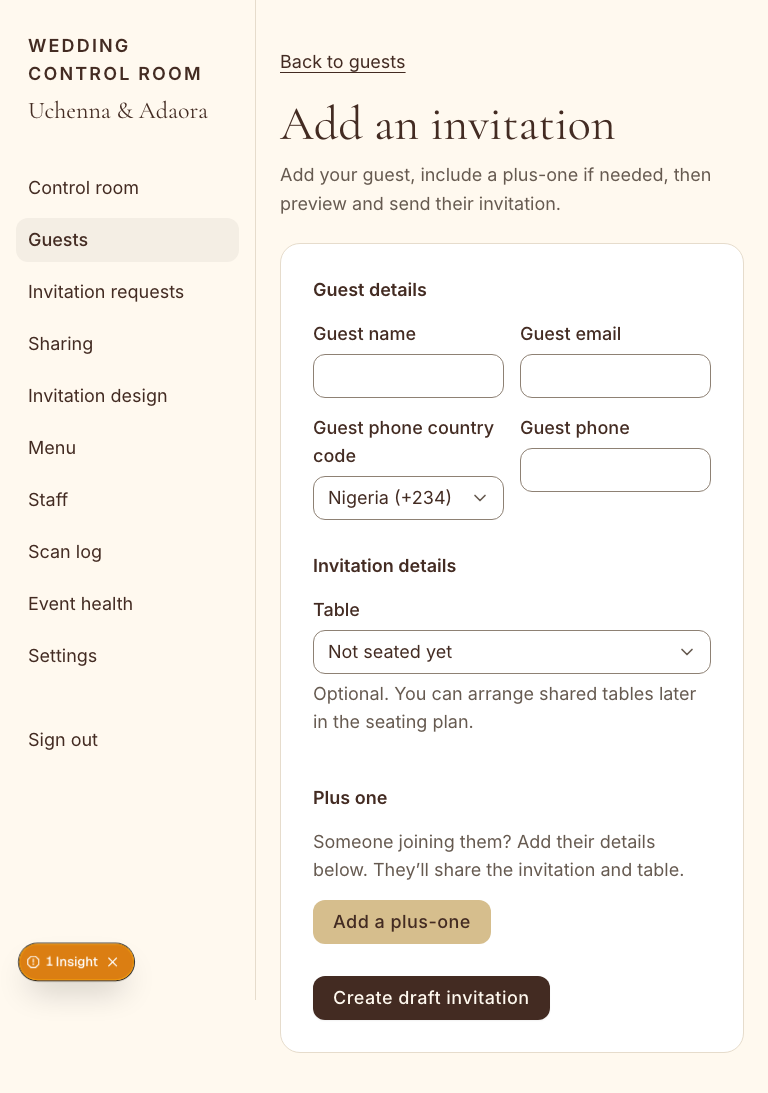 WEDDING
CONTROL ROOM
Uchenna & Adaora
Control room
Guests
Invitation requests
Sharing
Invitation design
Menu
Staff
Scan log
Event health
Settings
Sign out
1 Insight
Back to guests
Add an invitation
Add your guest, include a plus-one if needed, then
preview and send their invitation.
Guest details
Guest name
Guest email
Guest phone country
code
Guest phone
Nigeria (+234)
Invitation details
Table
Not seated yet
Optional. You can arrange shared tables later
in the seating plan.
Plus one
Someone joining them? Add their details
below. They’ll share the invitation and table.
Add a plus-one
Create draft invitation